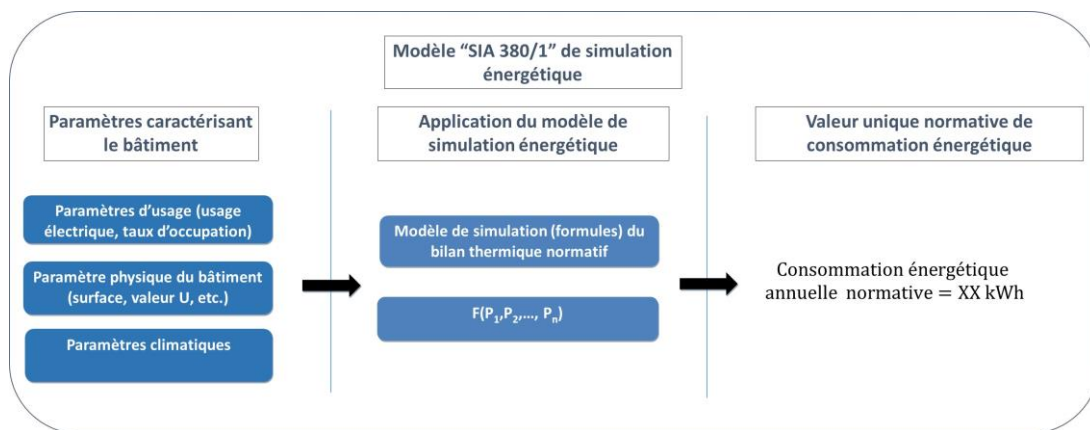 Modèle “SIA 380/1” de simulation
énergétique
Paramètres caractérisant
le bâtiment
Application du modèle de
simulation énergétique
Valeur unique normative de
consommation énergétique
Paramètres d’usage (usage
électrique, taux d’occupation)
Paramètre physique du bâtiment
(surface, valeur U, etc.)
Paramètres climatiques
Modèle de simulation (formules) du
bilan thermique normatif
F(P₁,P₂,..., Pₙ)
Consommation énergétique
annuelle normative = XX kWh